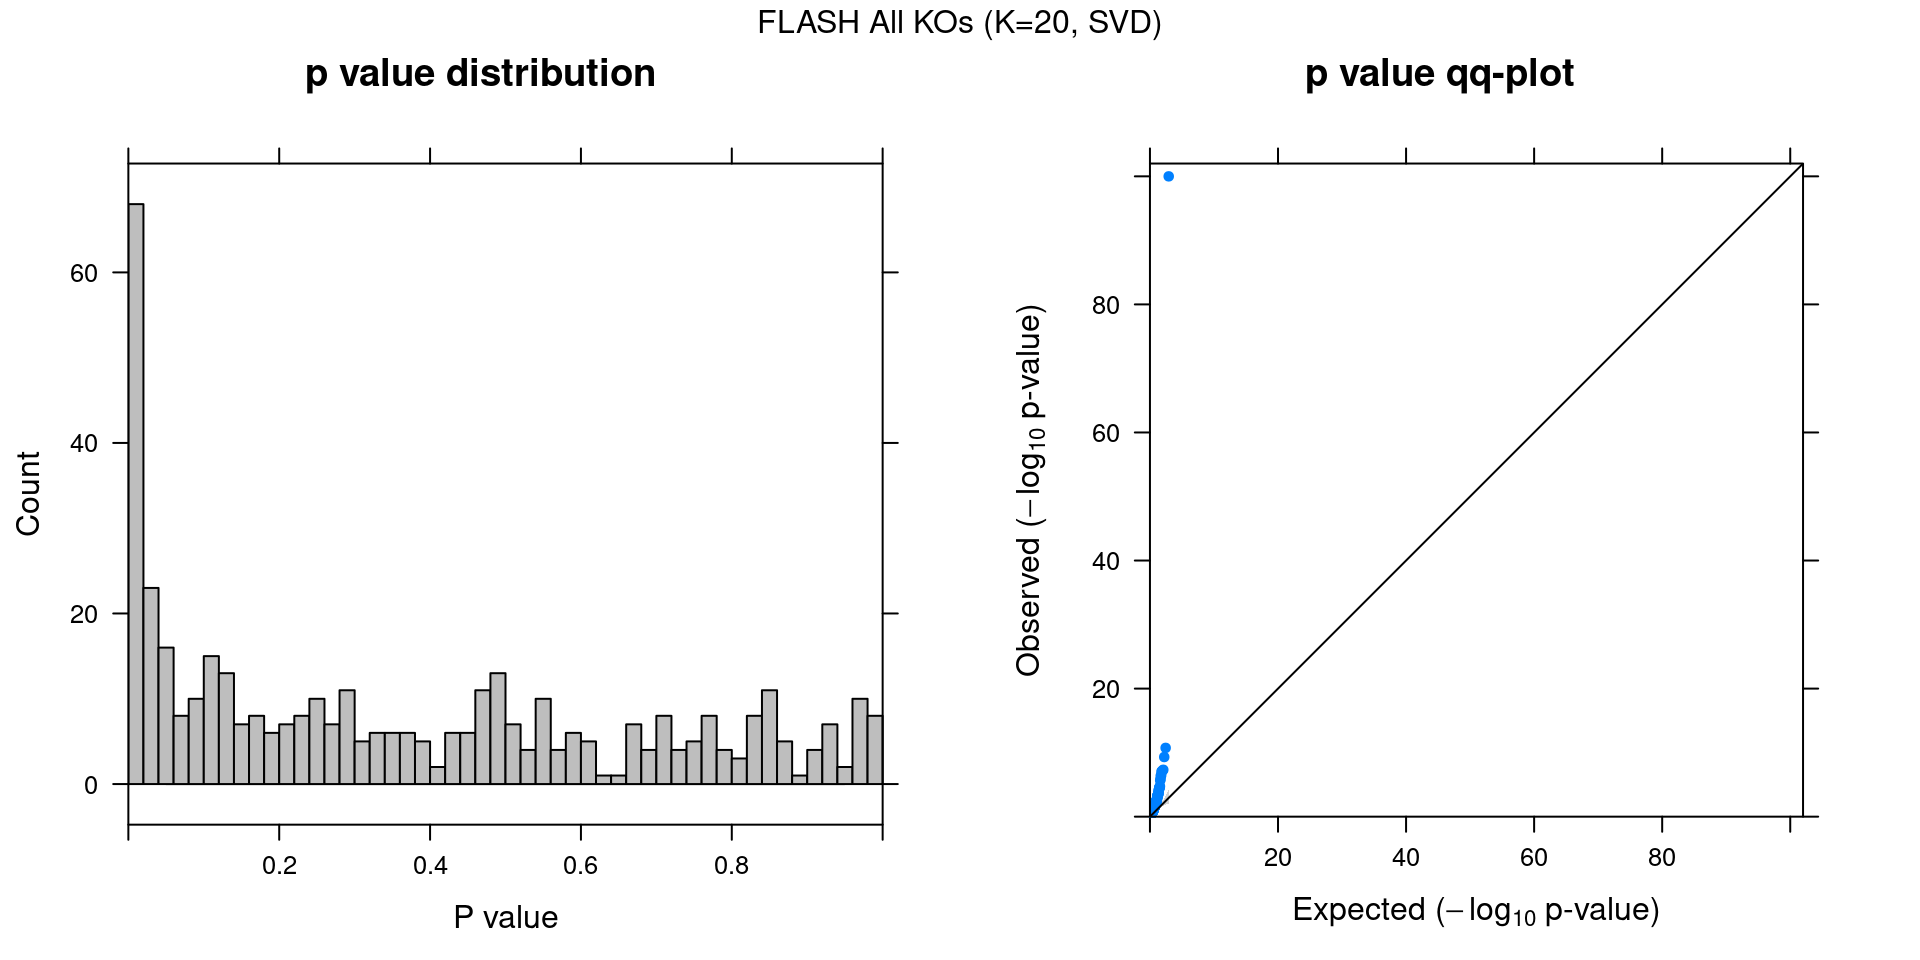 FLASH All KOs (K=20, SVD)
p value distribution
Count
60
40
20
0
0.2 0.4 0.6 0.8
P value
p value qq-plot
Observed (−log10 p-value)
80
60
40
20
20 40 60 80
Expected (−log10 p-value)